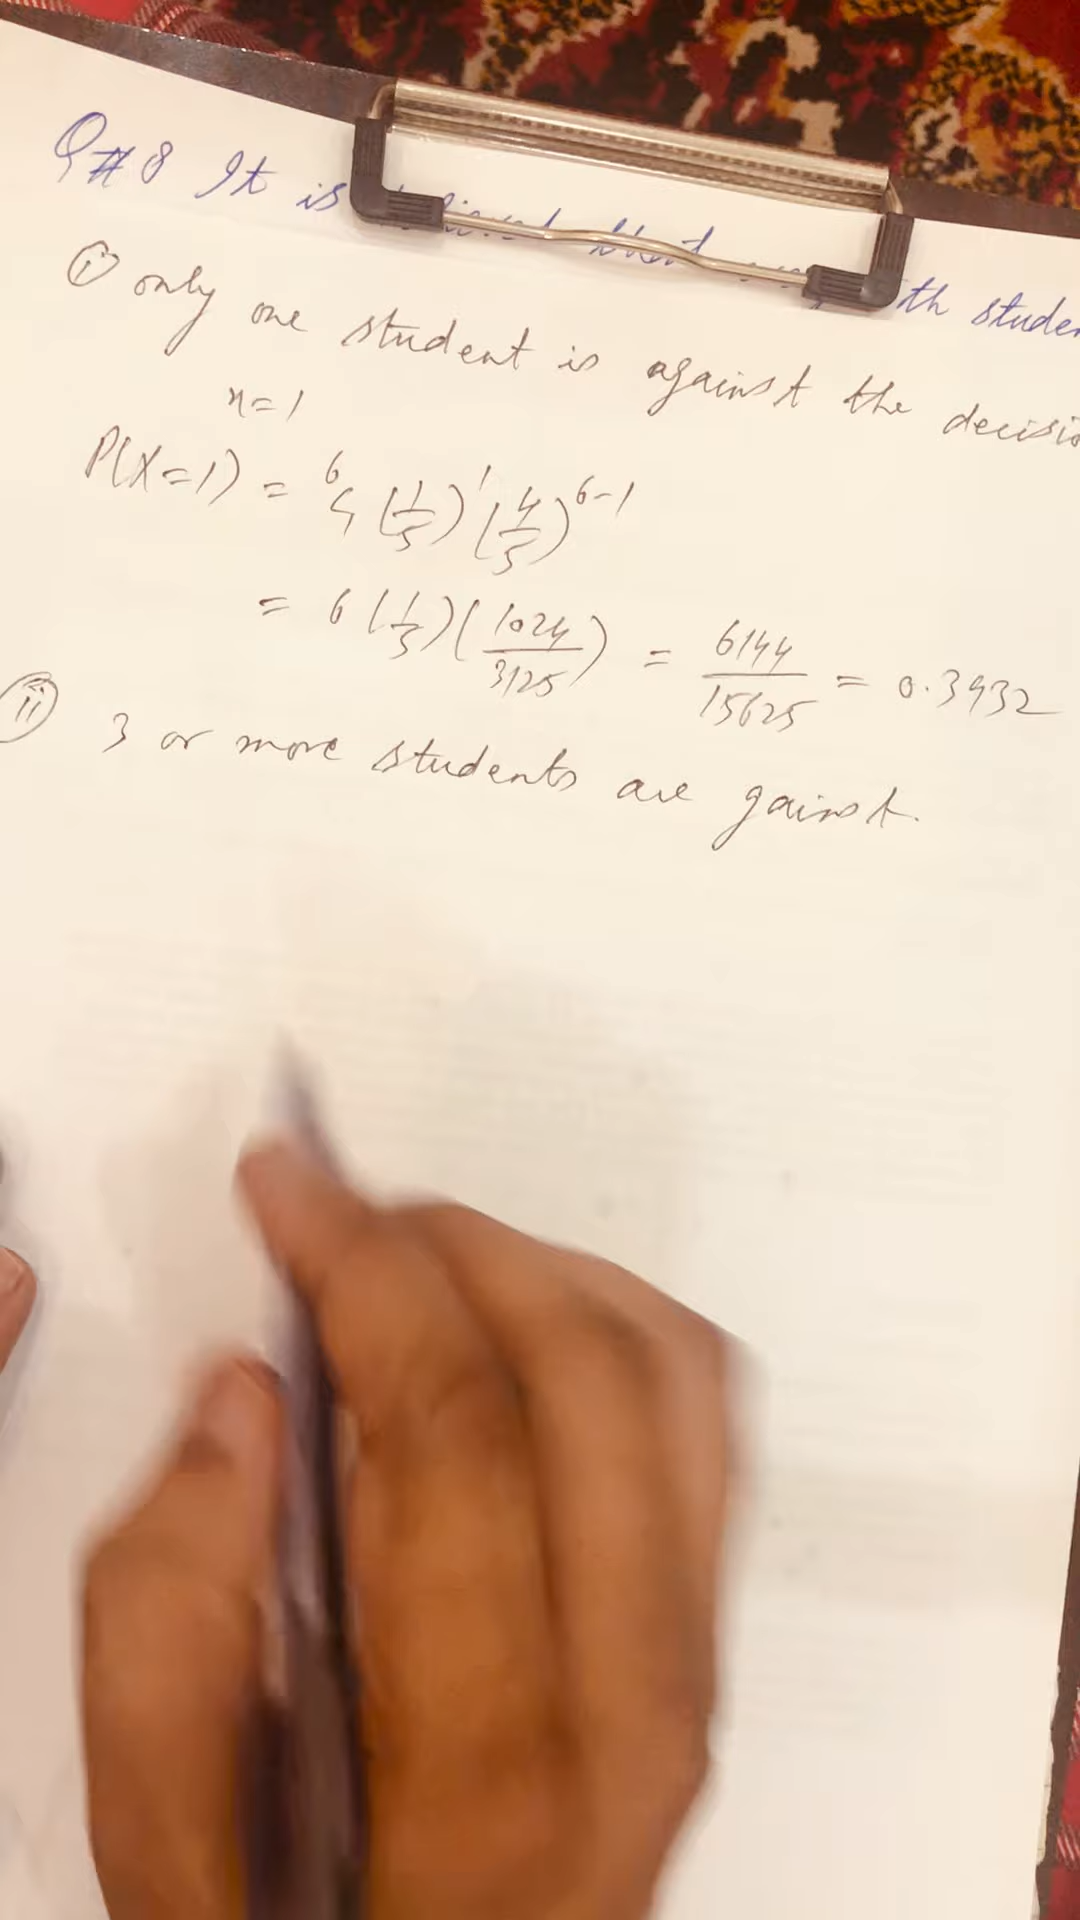 Q#8 It is that th studen
(i) only one student is against the decisio
x=1
P(X=1) = ⁶C₁ (1/5)¹ (4/5)⁶⁻¹
= 6 (1/5) (1024/3125) = 6144/15625 = 0.3932
(ii) 3 or more students are gainst.